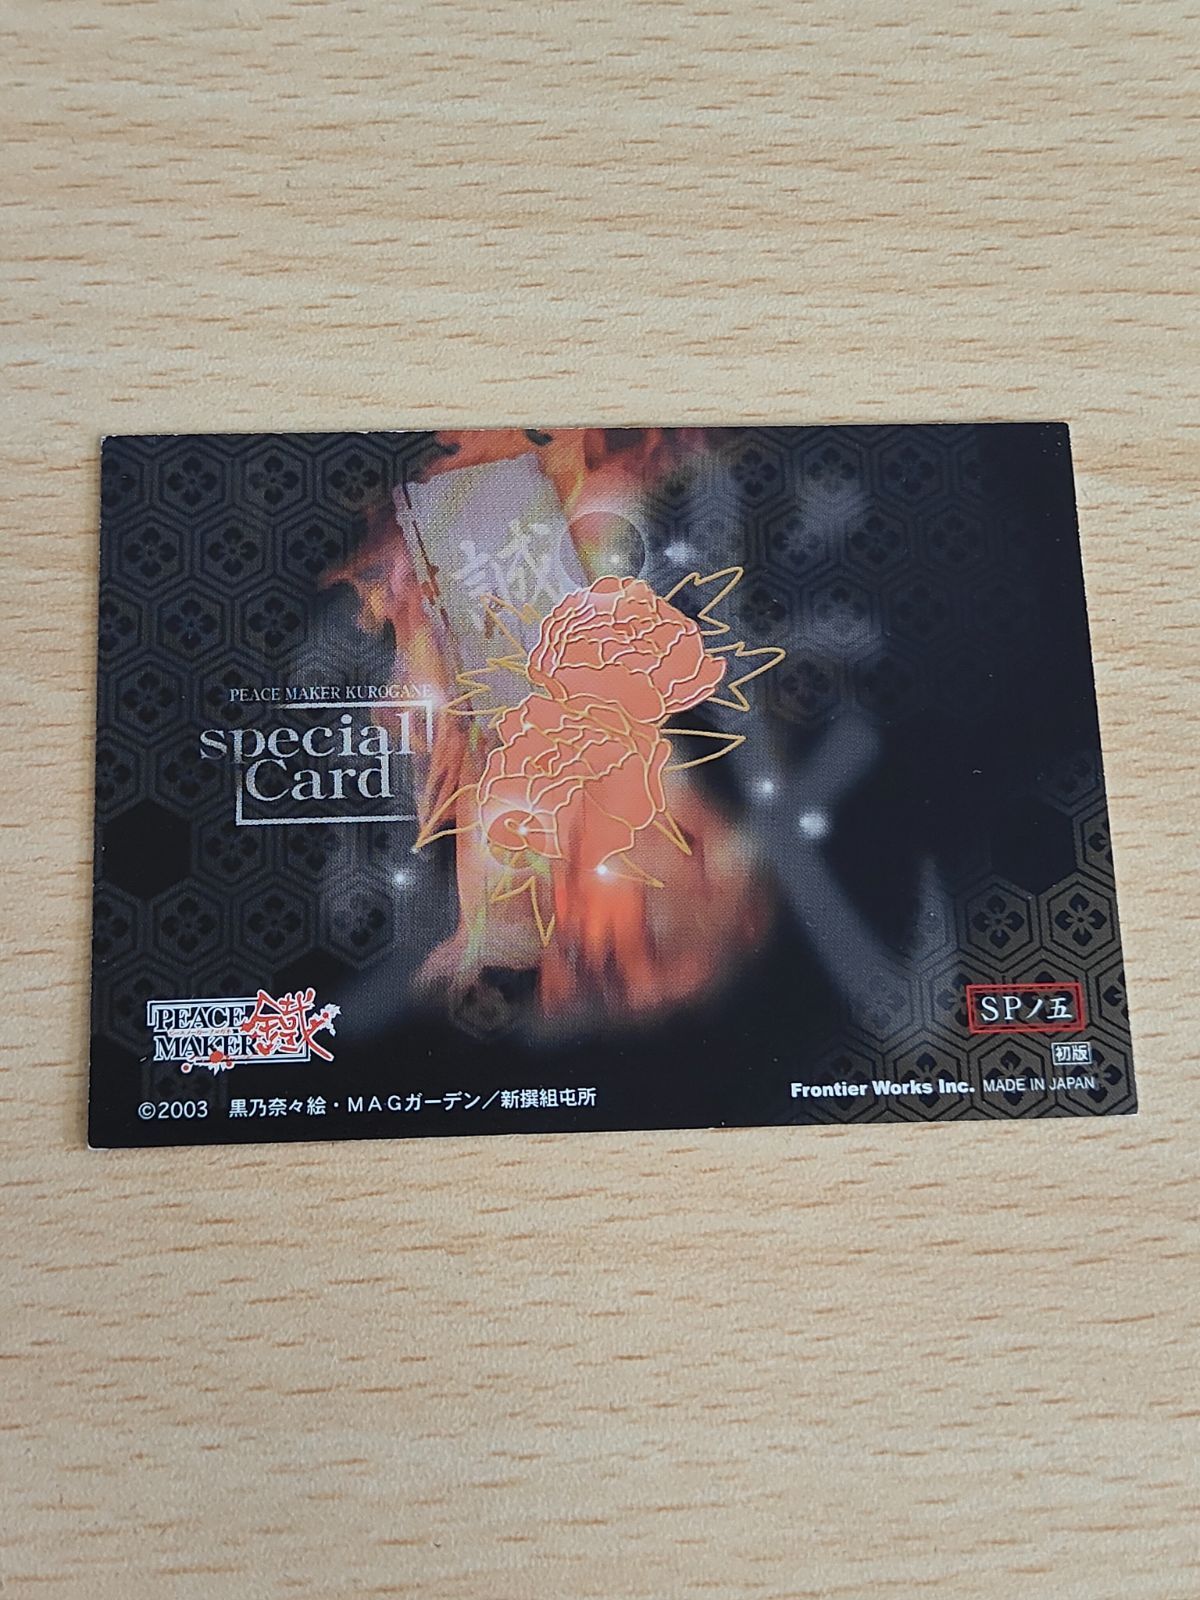 誠
PEACE MAKER KUROGANE
special
Card
PEACE
MAKER
鐵
SPノ五
初版
Frontier Works Inc. MADE IN JAPAN
©2003 黒乃奈々絵・MAGガーデン／新撰組屯所